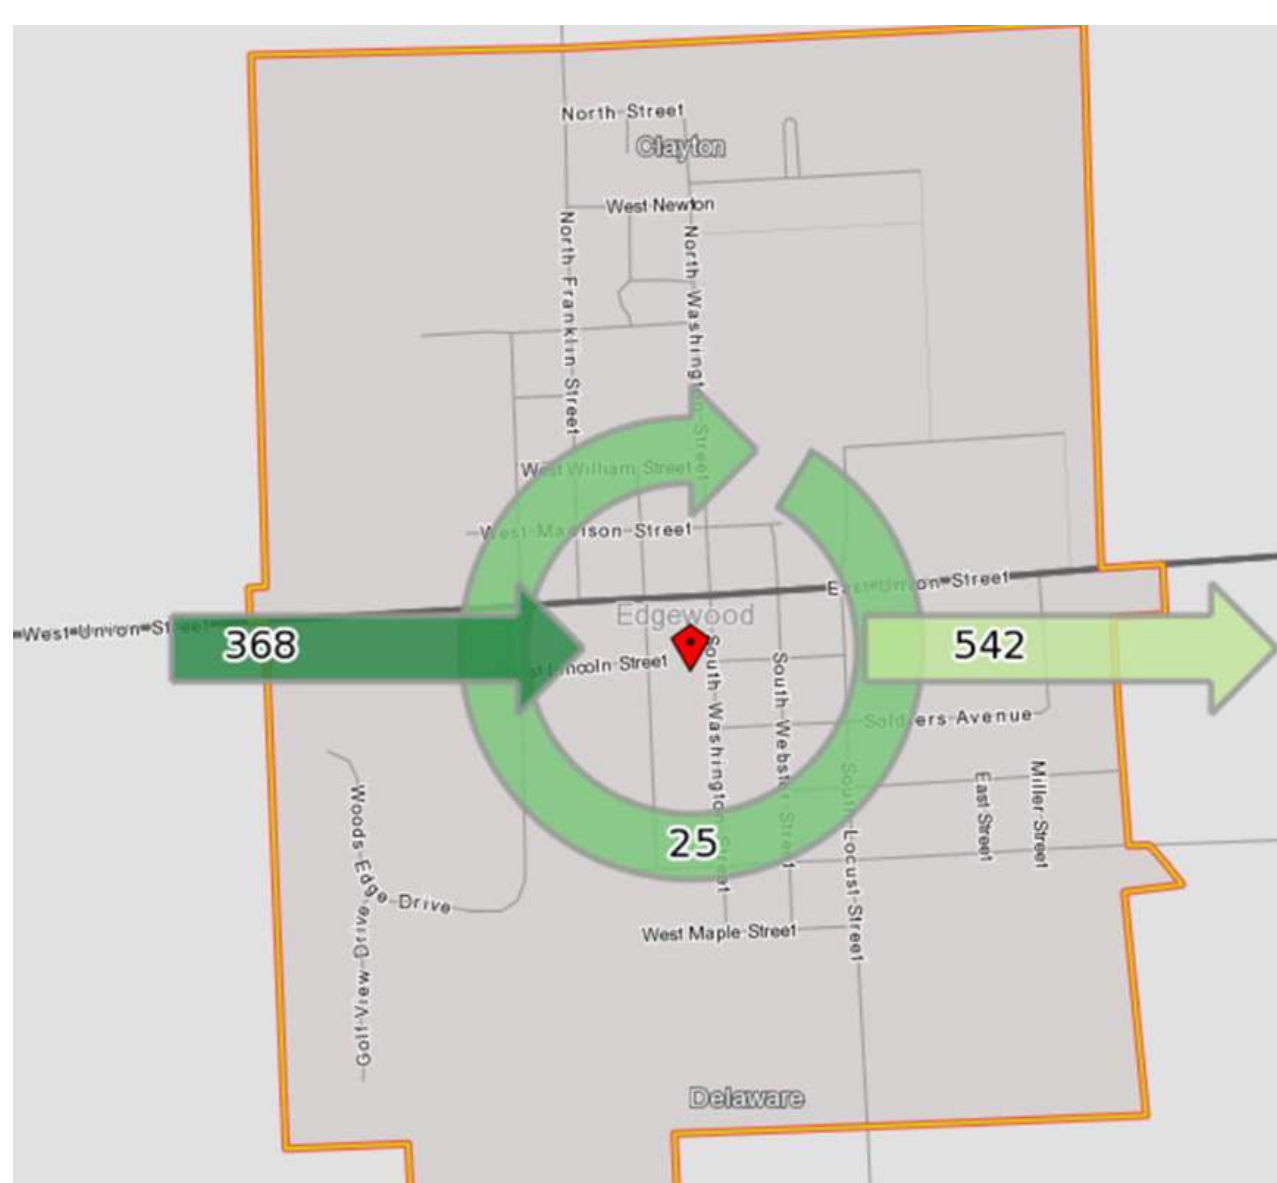 North Street
Clayton
West Newton
North Franklin Street
North Washington Street
West William Street
West Madison Street
East Union Street
West Union Street
Edgewood
368
542
Lincoln Street
South Washington Street
South Webster Street
Soldiers Avenue
South Locust Street
East Street
Miller Street
25
Woods Edge Drive
West Maple Street
Golf View Drive
Delaware